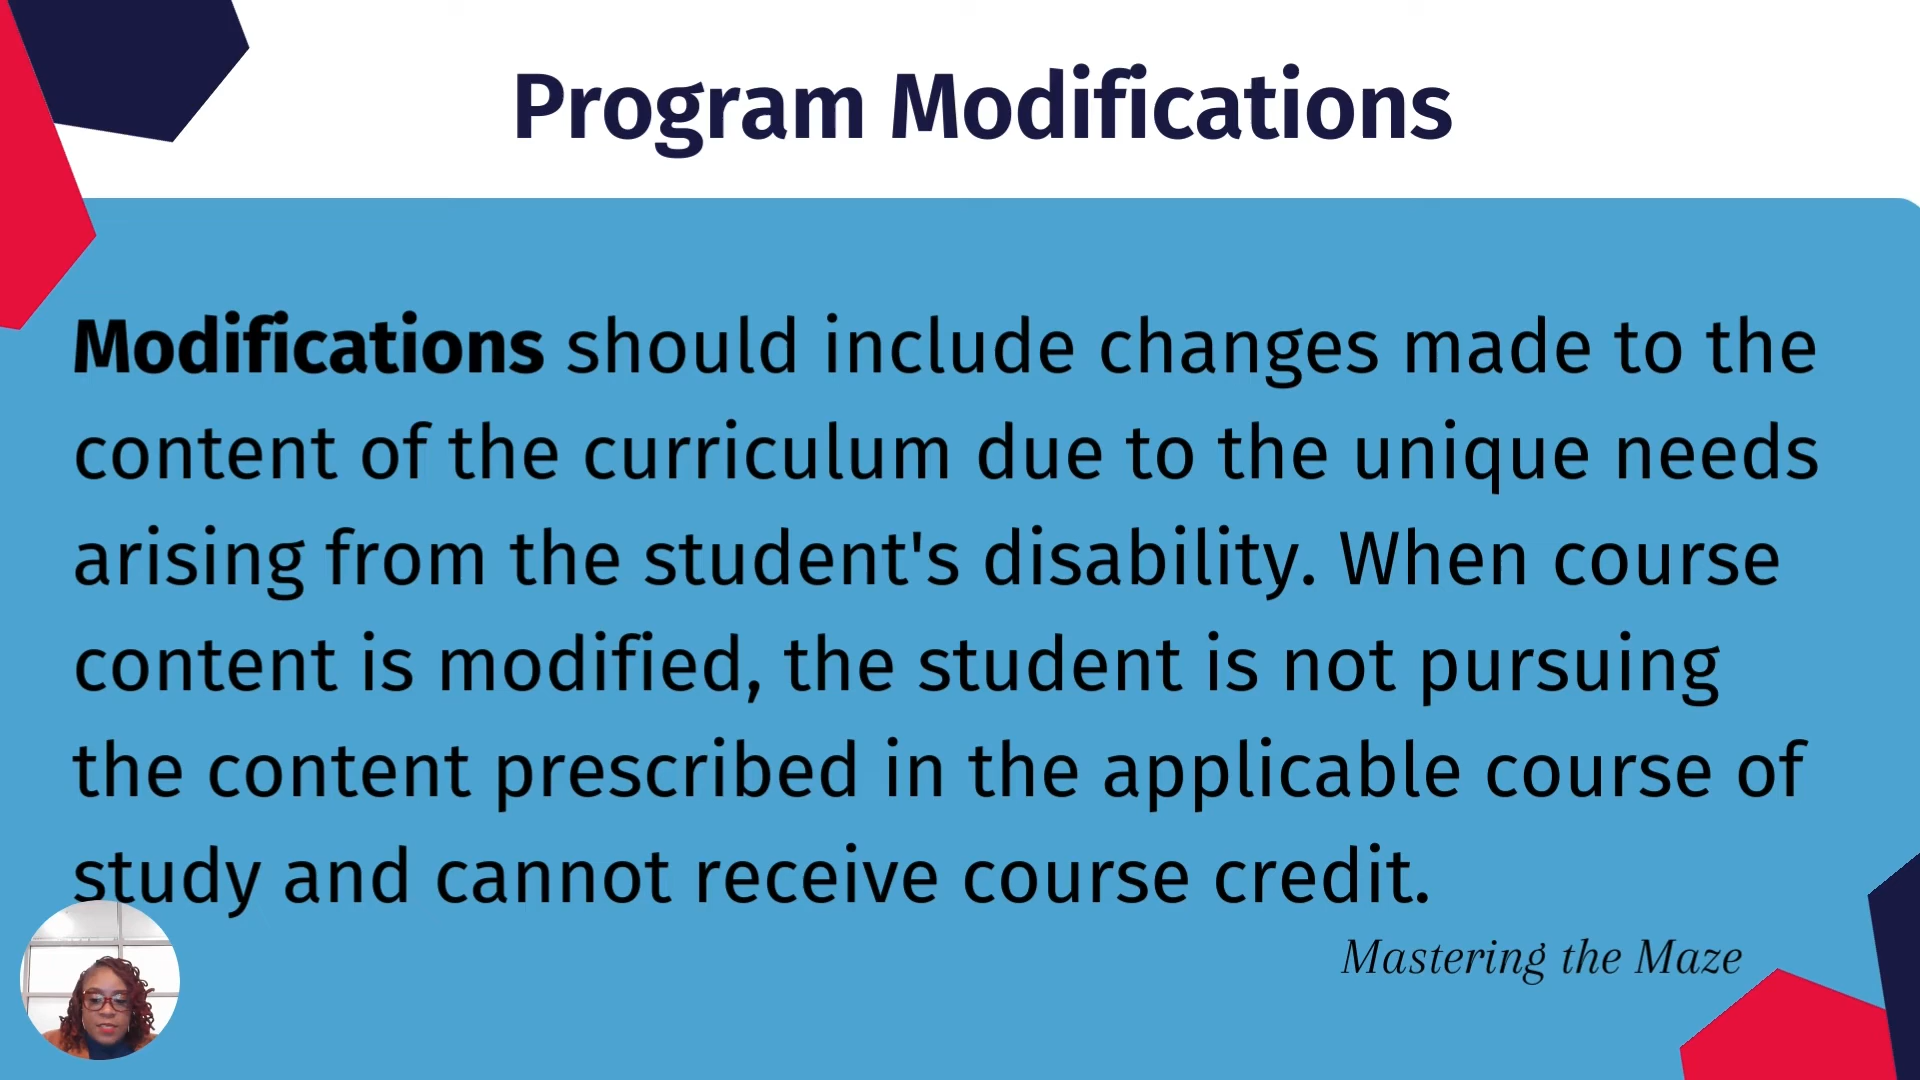 Program Modifications
Modifications should include changes made to the
content of the curriculum due to the unique needs
arising from the student's disability. When course
content is modified, the student is not pursuing
the content prescribed in the applicable course of
study and cannot receive course credit.
Mastering the Maze